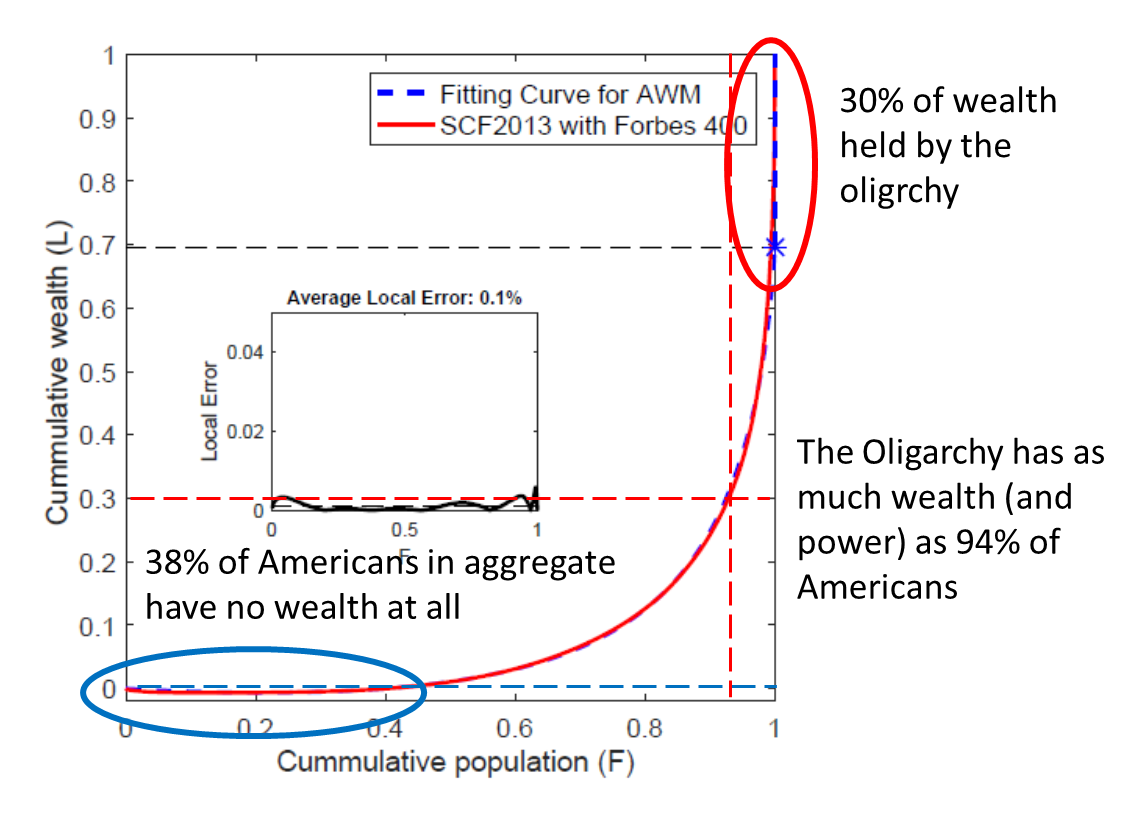 1
0.9
0.8
0.7
0.6
0.5
0.4
0.3
0.2
0.1
0
Cummulative wealth (L)
Fitting Curve for AWM
SCF2013 with Forbes 400
30% of wealth
held by the
oligrchy
Average Local Error: 0.1%
0.04
0.02
0
Local Error
0 0.5 1
F
The Oligarchy has as
much wealth (and
power) as 94% of
Americans
38% of Americans in aggregate
have no wealth at all
0 0.2 0.4 0.6 0.8 1
Cummulative population (F)